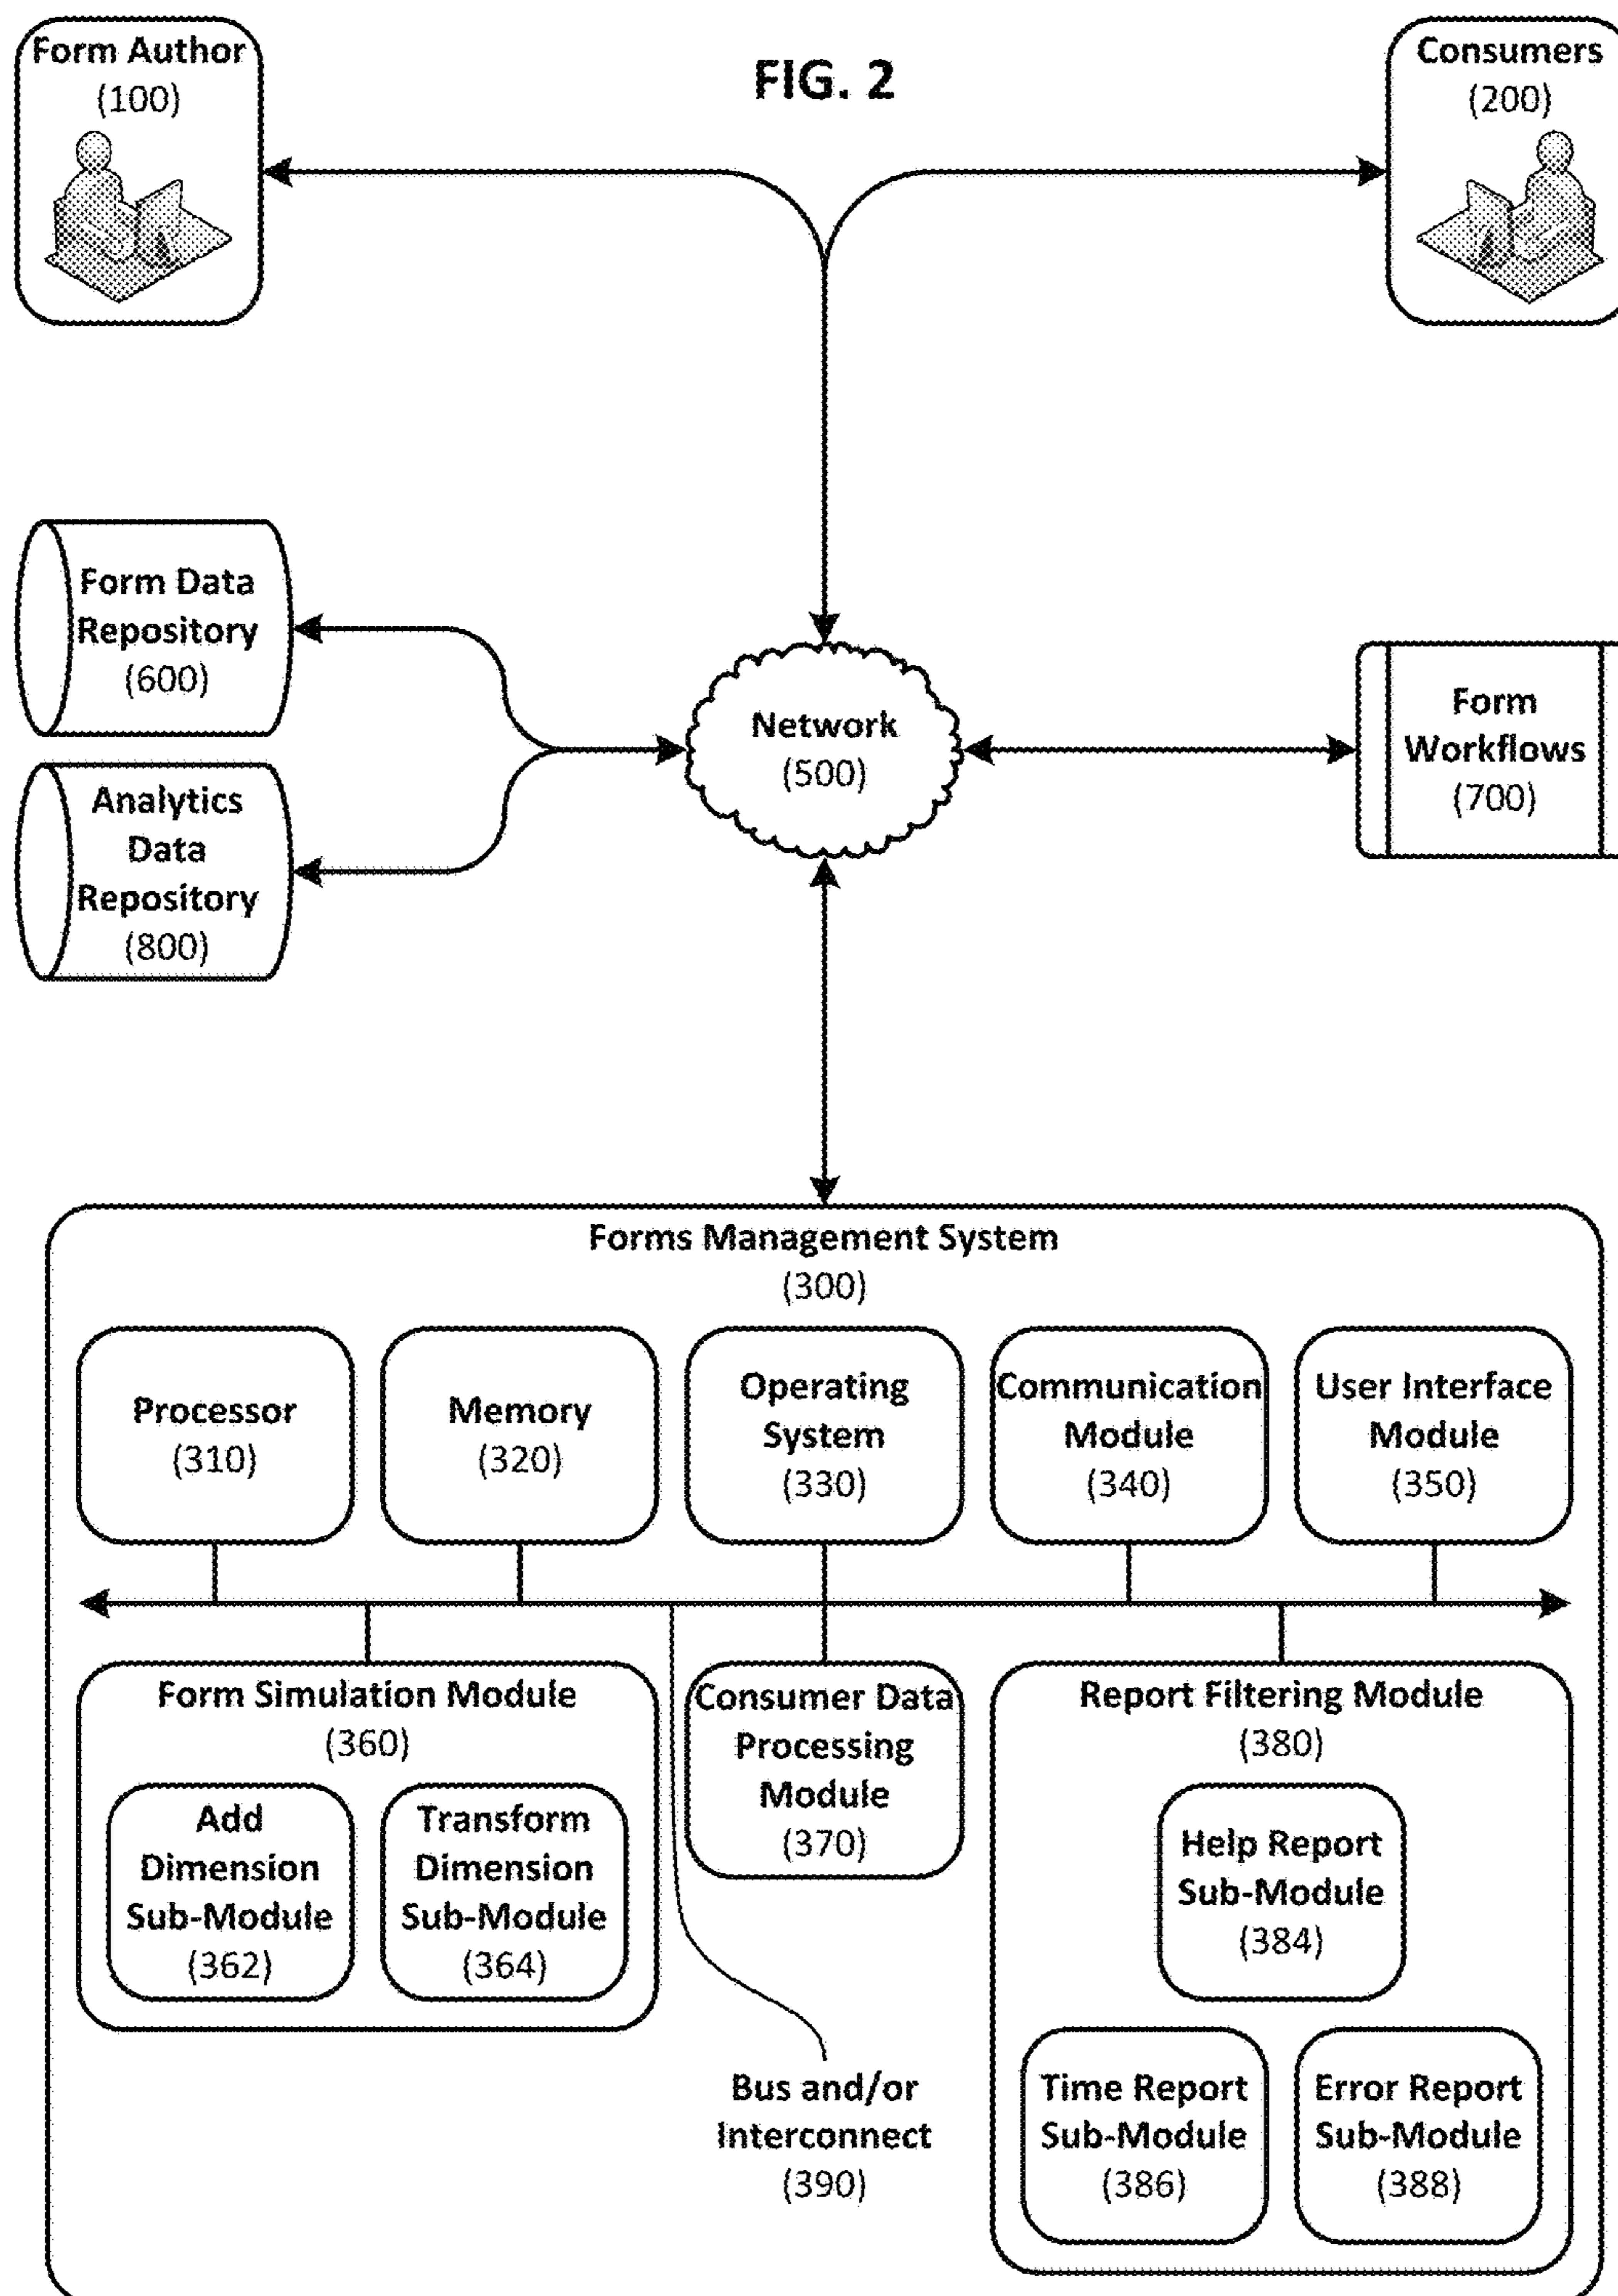 Form Author
(100)
FIG. 2
Consumers
(200)
Form Data
Repository
(600)
Analytics
Data
Repository
(800)
Network
(500)
Form
Workflows
(700)
Forms Management System
(300)
Processor
(310)
Memory
(320)
Operating
System
(330)
Communication
Module
(340)
User Interface
Module
(350)
Form Simulation Module
(360)
Add
Dimension
Sub-Module
(362)
Transform
Dimension
Sub-Module
(364)
Consumer Data
Processing
Module
(370)
Report Filtering Module
(380)
Help Report
Sub-Module
(384)
Time Report
Sub-Module
(386)
Error Report
Sub-Module
(388)
Bus and/or
Interconnect
(390)